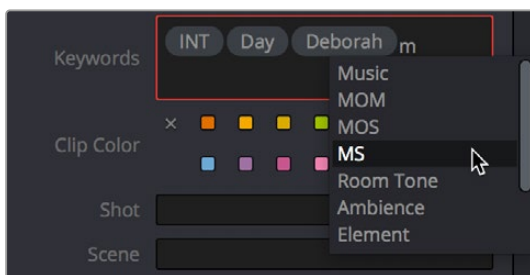 Keywords INT Day Deborah m
Music
MOM
MOS
Clip Color
MS
Room Tone
Shot
Ambience
Element
Scene